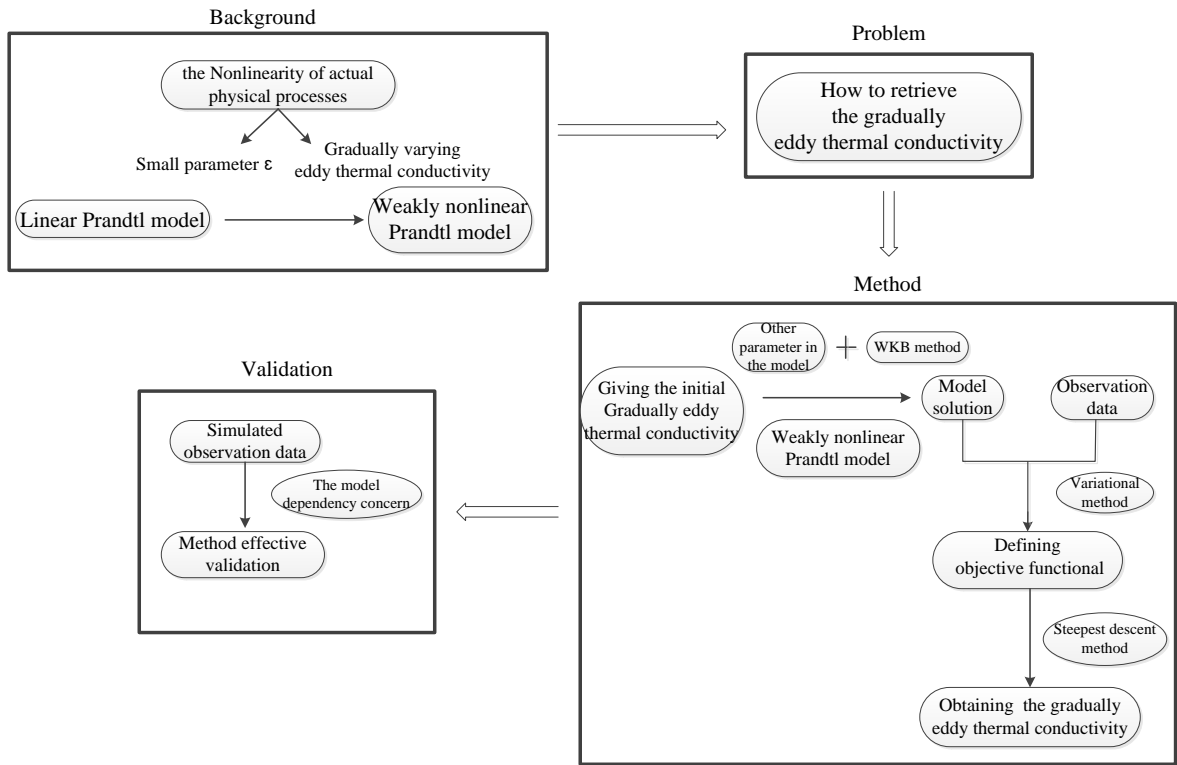 Background
the Nonlinearity of actual
physical processes
Small parameter ε
Gradually varying
eddy thermal conductivity
Linear Prandtl model
Weakly nonlinear
Prandtl model
Problem
How to retrieve
the gradually
eddy thermal conductivity
Method
Other
parameter in
the model
WKB method
Giving the initial
Gradually eddy
thermal conductivity
Weakly nonlinear
Prandtl model
Model
solution
Observation
data
Variational
method
Defining
objective functional
Steepest descent
method
Obtaining the gradually
eddy thermal conductivity
Validation
Simulated
observation data
The model
dependency concern
Method effective
validation